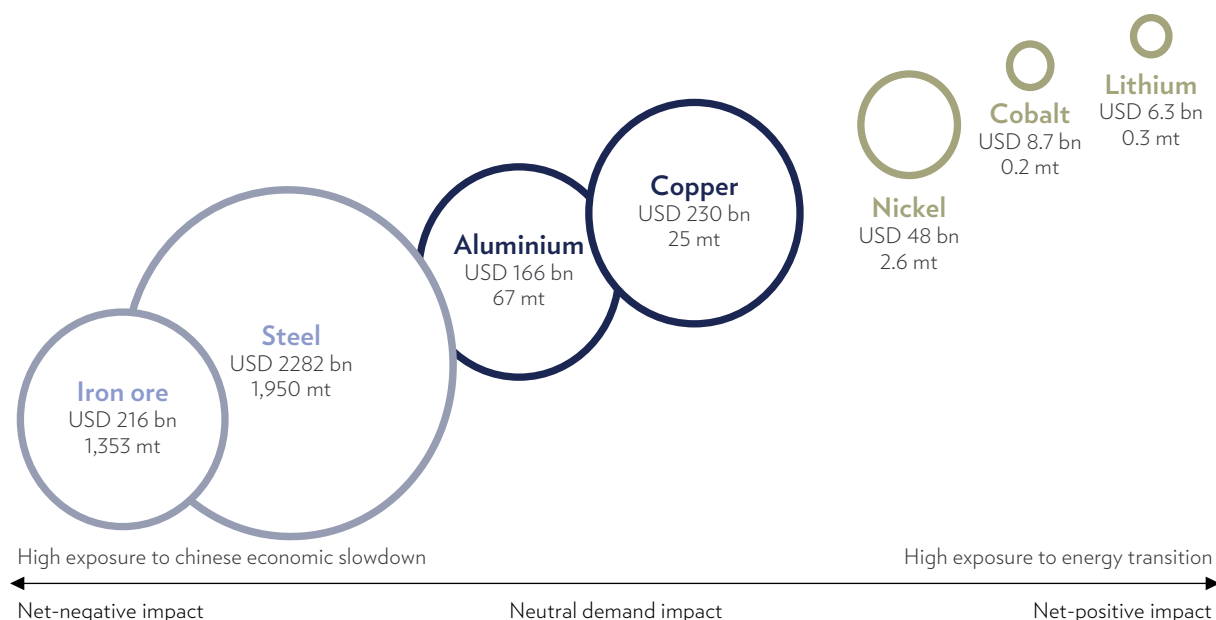 Lithium
USD 6.3 bn
0.3 mt
Cobalt
USD 8.7 bn
0.2 mt
Nickel
USD 48 bn
2.6 mt
Copper
USD 230 bn
25 mt
Aluminium
USD 166 bn
67 mt
Steel
USD 2282 bn
1,950 mt
Iron ore
USD 216 bn
1,353 mt
High exposure to chinese economic slowdown
High exposure to energy transition
Net-negative impact
Neutral demand impact
Net-positive impact